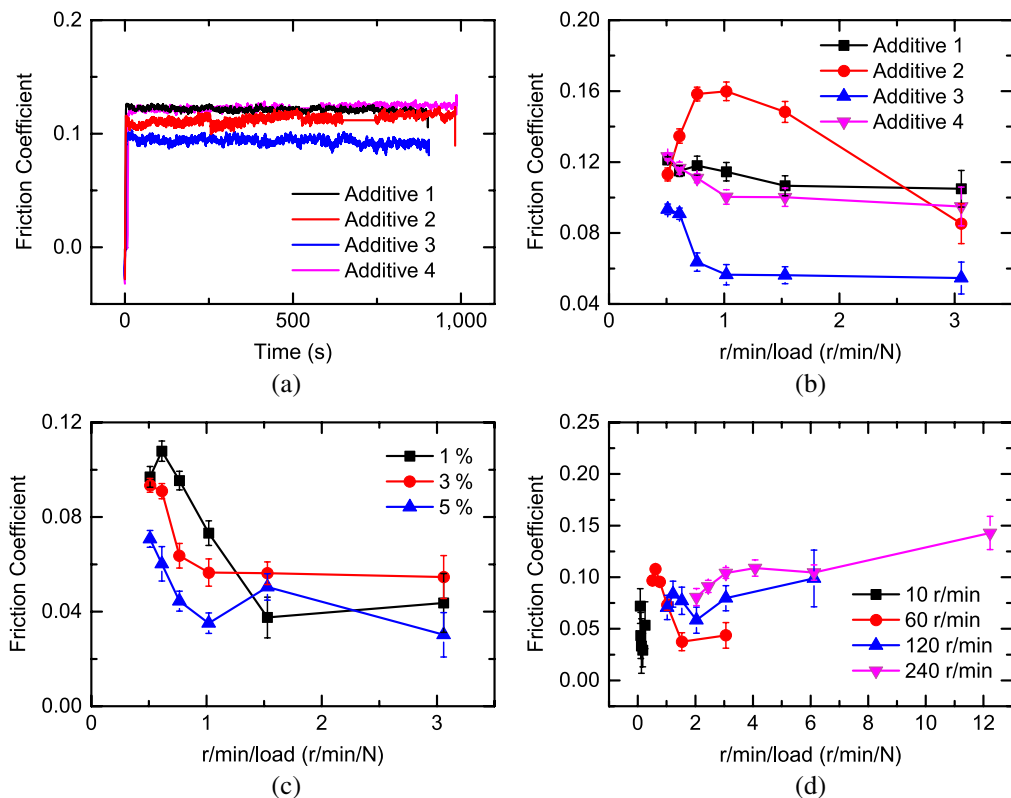 0.2
0.1
0.0
Friction Coefficient
Additive 1
Additive 2
Additive 3
Additive 4
0 500 1,000
Time (s)
(a)
0.20
0.16
0.12
0.08
0.04
Friction Coefficient
Additive 1
Additive 2
Additive 3
Additive 4
0 1 2 3
r/min/load (r/min/N)
(b)
0.12
0.08
0.04
0.00
Friction Coefficient
1 %
3 %
5 %
0 1 2 3
r/min/load (r/min/N)
(c)
0.25
0.20
0.15
0.10
0.05
0.00
Friction Coefficient
10 r/min
60 r/min
120 r/min
240 r/min
0 2 4 6 8 10 12
r/min/load (r/min/N)
(d)